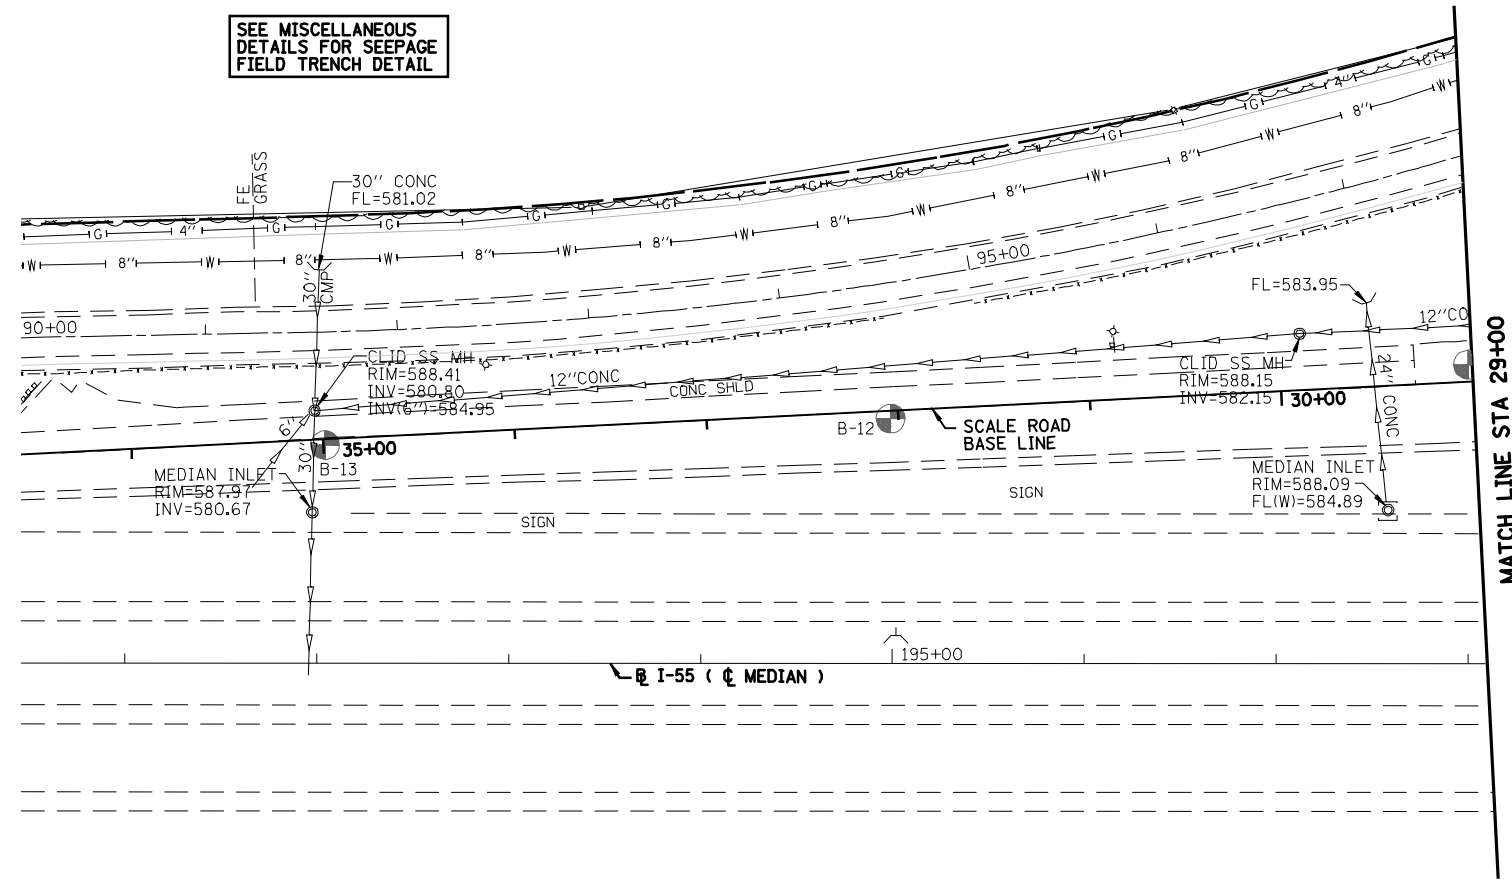 SEE MISCELLANEOUS
DETAILS FOR SEEPAGE
FIELD TRENCH DETAIL
FE
GRASS
30'' CONC
FL=581.02
G
4''
G
G
G
G
G
G
G
G
4''
G
W
8''
W
8''
W
8''
W
8''
W
8''
W
8''
W
8''
W
8''
W
8''
W
30''
CMP
90+00
95+00
FL=583.95
12''CO
CLID SS MH
RIM=588.41
INV=580.80
INV(6'')=584.95
12''CONC
CONC SHLD
CLID SS MH
RIM=588.15
INV=582.15
30+00
24'' CONC
6''
30''
35+00
B-13
B-12
SCALE ROAD
BASE LINE
MEDIAN INLET
RIM=587.97
INV=580.67
MEDIAN INLET
RIM=588.09
FL(W)=584.89
SIGN
SIGN
195+00
℄ I-55 ( ℄ MEDIAN )
MATCH LINE STA 29+00